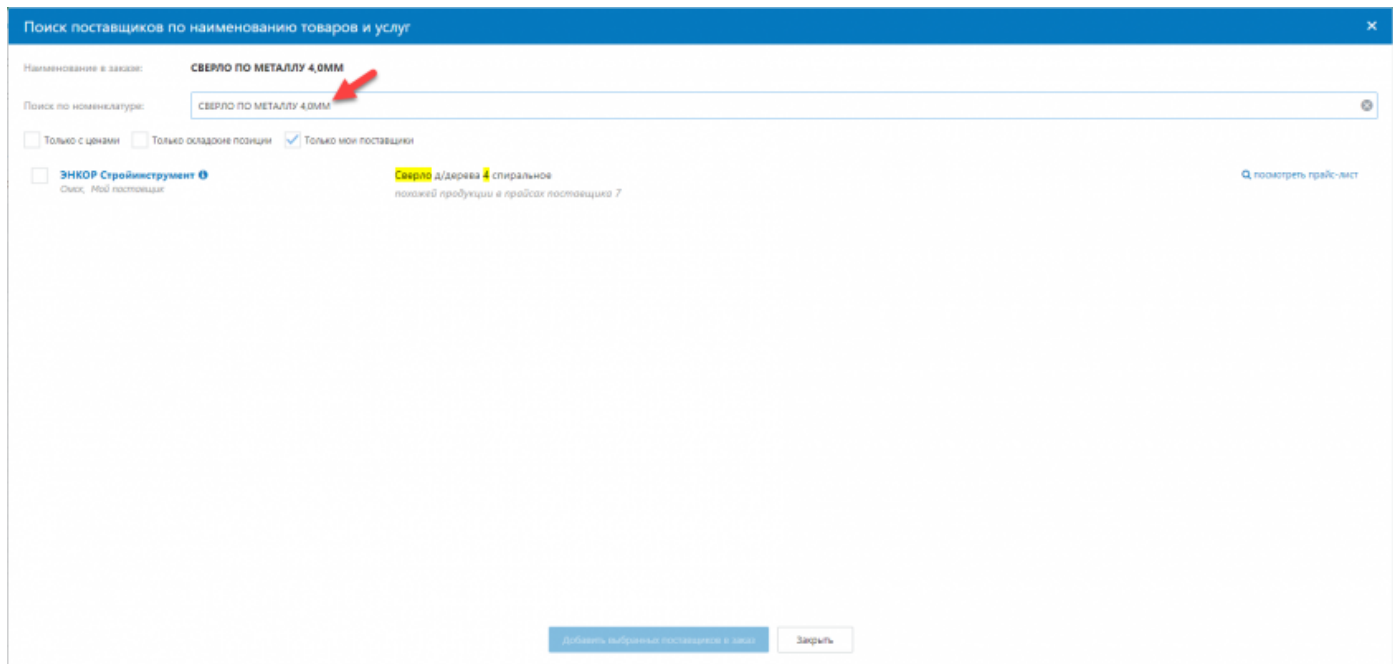 Поиск поставщиков по наименованию товаров и услуг
Наименование в заказе: СВЕРЛО ПО МЕТАЛЛУ 4,0ММ
Поиск по номенклатуре: СВЕРЛО ПО МЕТАЛЛУ 4,0ММ
Только с ценами Только складские позиции Только мои поставщики
ЭНКОР Стройинструмент Сверло д/дерева 4 спиральное посмотреть прайс-лист
Омск, Мой поставщик похожей продукции в прайсах поставщика 7
Добавить выбранных поставщиков в заказ Закрыть